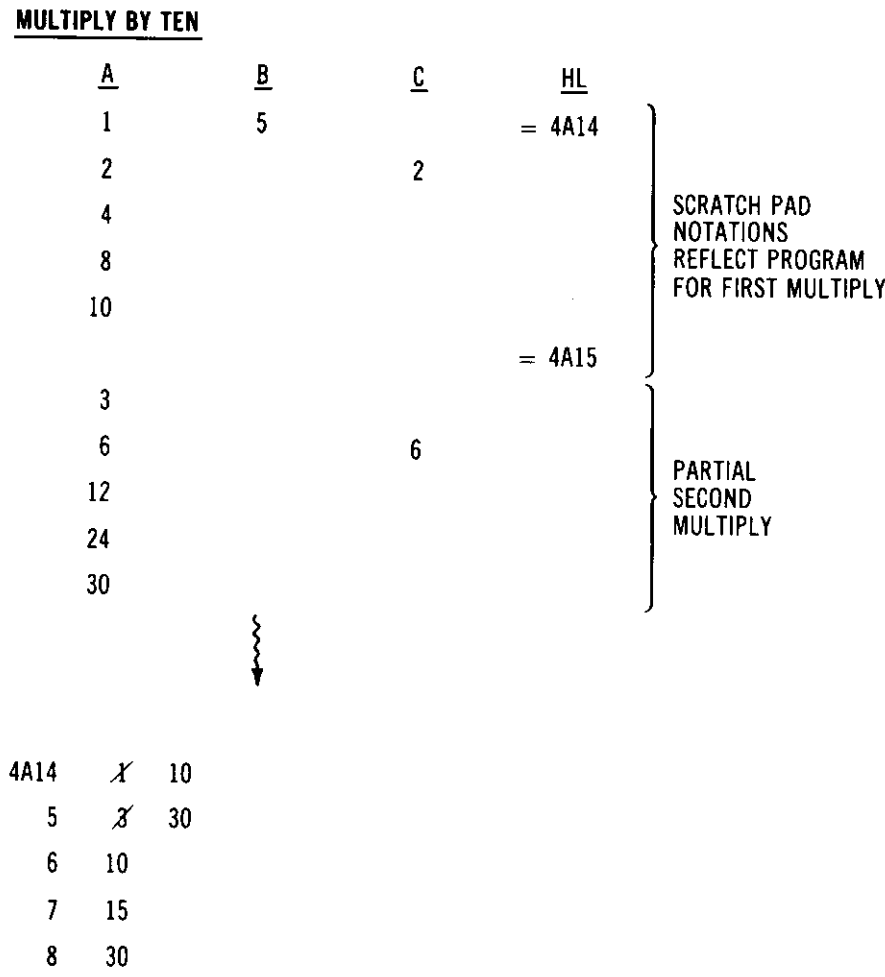 MULTIPLY BY TEN
A B C HL
1 5 = 4A14
2 2
4
8
10
= 4A15
SCRATCH PAD
NOTATIONS
REFLECT PROGRAM
FOR FIRST MULTIPLY
3
6 6
12
24
30
PARTIAL
SECOND
MULTIPLY
4A14 1 10
5 3 30
6 10
7 15
8 30